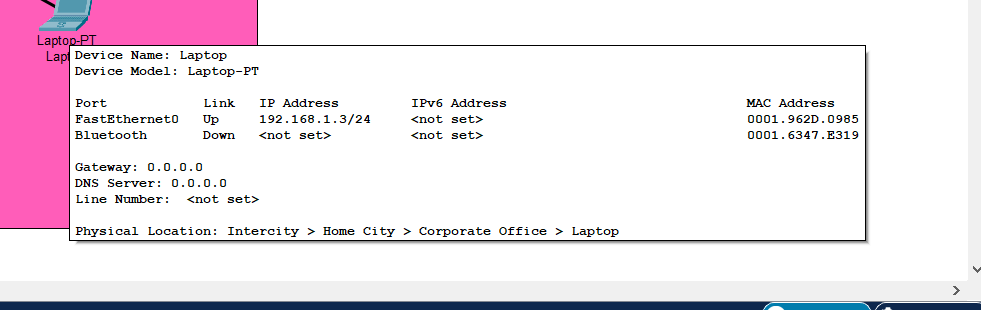 Laptop-PT
Lap
Device Name: Laptop
Device Model: Laptop-PT
Port Link IP Address IPv6 Address MAC Address
FastEthernet0 Up 192.168.1.3/24 <not set> 0001.962D.0985
Bluetooth Down <not set> <not set> 0001.6347.E319
Gateway: 0.0.0.0
DNS Server: 0.0.0.0
Line Number: <not set>
Physical Location: Intercity > Home City > Corporate Office > Laptop